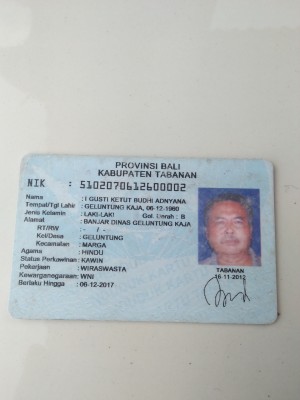 PROVINSI BALI
KABUPATEN TABANAN
NIK : 5102070612600002
Nama : I GUSTI KETUT BUDHI ADNYANA
Tempat/Tgl Lahir : GELUNTUNG KAJA, 06-12-1960
Jenis Kelamin : LAKI-LAKI Gol. Darah : B
Alamat : BANJAR DINAS GELUNTUNG KAJA
RT/RW : - / -
Kel/Desa : GELUNTUNG
Kecamatan : MARGA
Agama : HINDU
Status Perkawinan : KAWIN
Pekerjaan : WIRASWASTA
Kewarganegaraan : WNI
Berlaku Hingga : 06-12-2017
TABANAN
16-11-2012